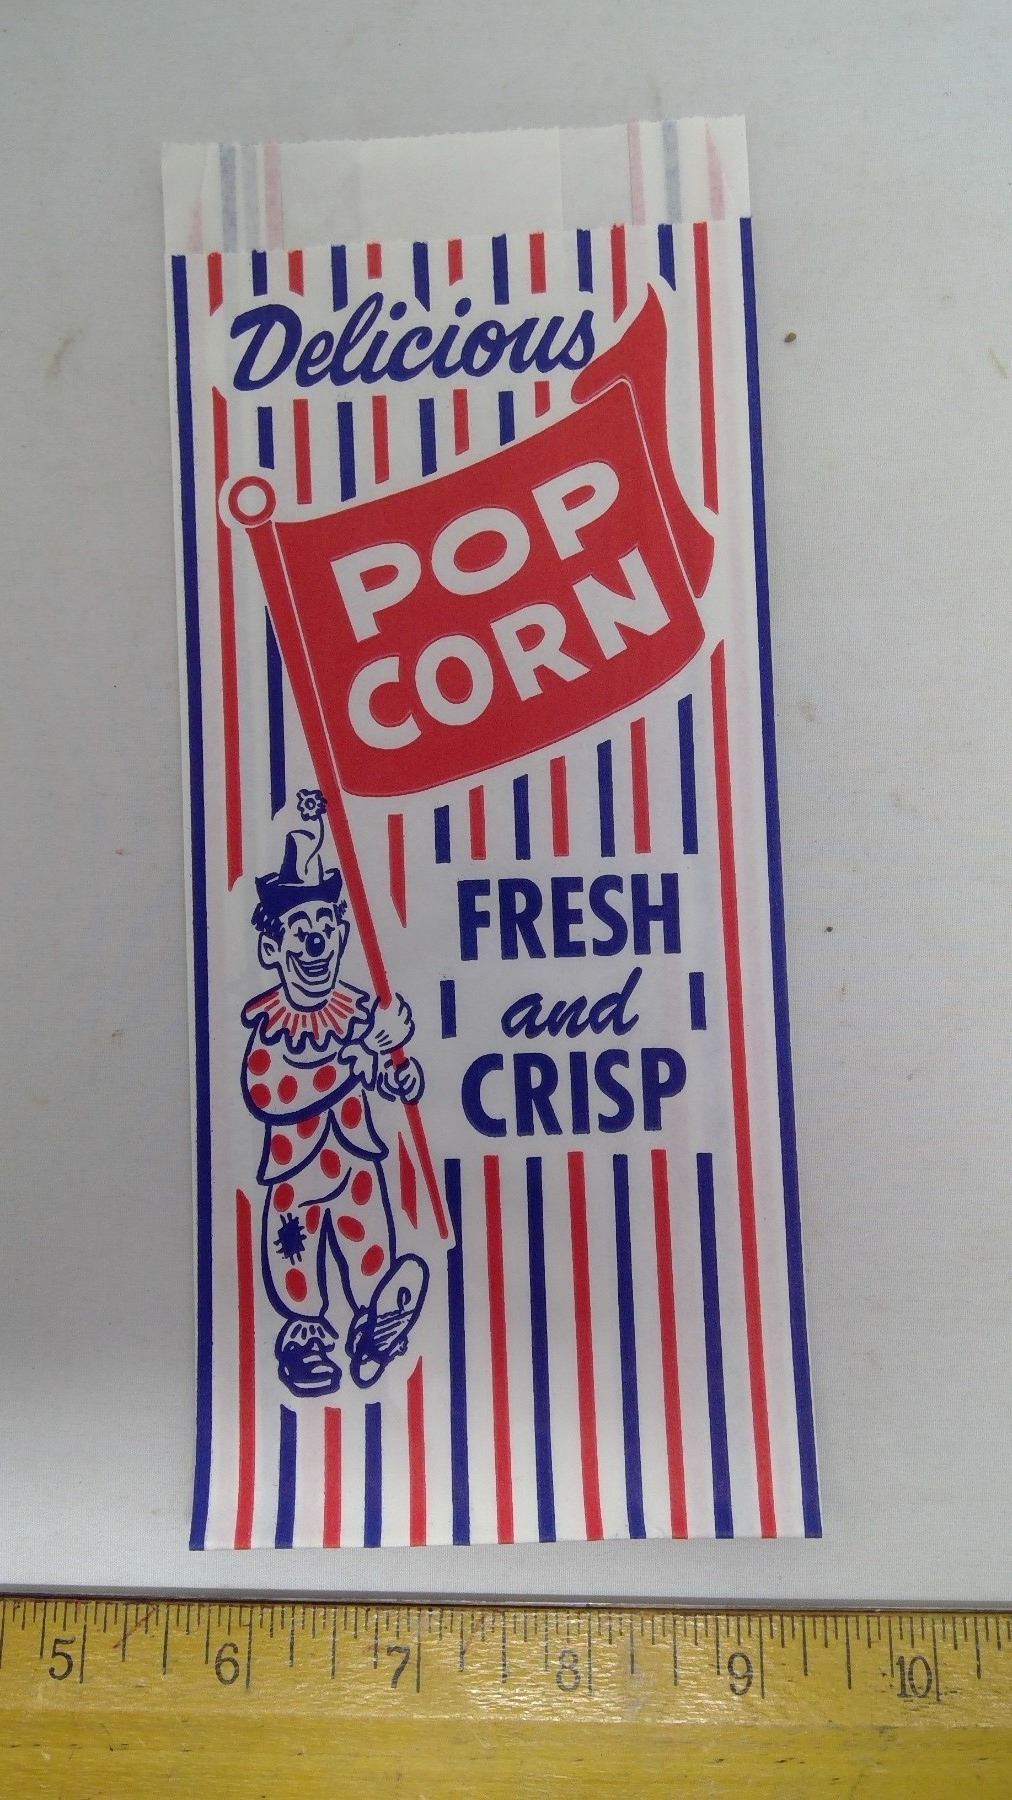 Delicious
POP
CORN
FRESH
and
CRISP
5 6 7 8 9 10